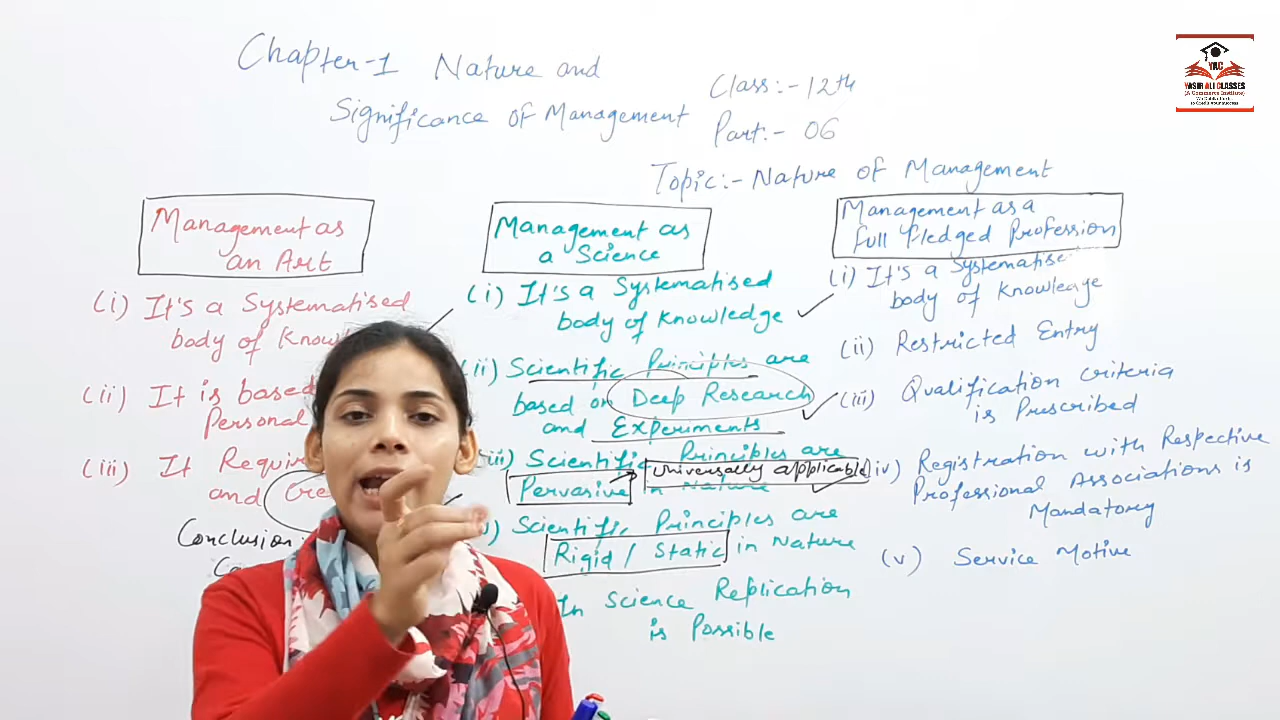 Chapter-1 Nature and
Significance of Management
Class:- 12th
Part:- 06
Topic:- Nature of Management
YAC
YASIR ALI CLASSES
(A Commerce Institute)
Management as
an Art
(i) It's a Systematised
body of
(ii) It is based
Personal
(iii) It
and
Conclusion:
Management as
a Science
(i) It's a Systematised
body of Knowledge
(ii) Scientific Principles are
based on Deep Research
and Experiments
Scientific Principles are
Pervasive in Nature
Universally applicable
Scientific Principles are
Rigid / Static in Nature
In Science Replication
is Possible
Management as a
full fledged Profession
(i) It's a Systematise
body of Knowledge
(ii) Restricted Entry
(iii) Qualification criteria
is Prescribed
iv) Registration with Respective
Professional Associations is
Mandatory
(v) Service Motive